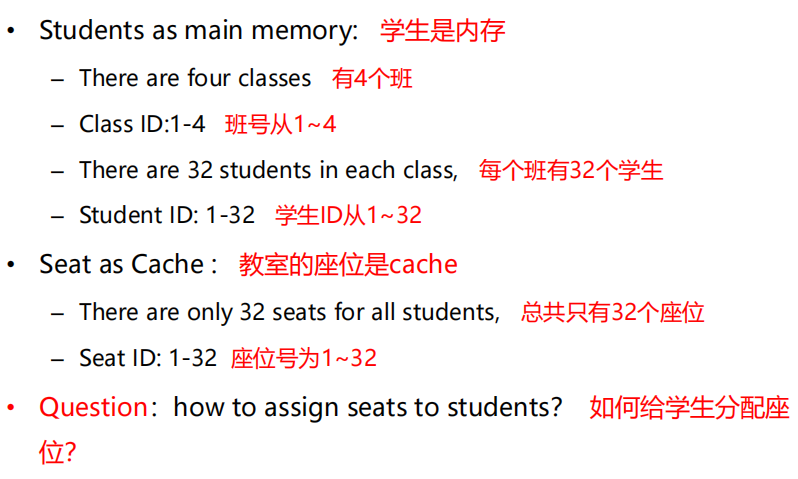 • Students as main memory: 学生是内存
– There are four classes 有4个班
– Class ID:1-4 班号从1~4
– There are 32 students in each class, 每个班有32个学生
– Student ID: 1-32 学生ID从1~32
• Seat as Cache : 教室的座位是cache
– There are only 32 seats for all students, 总共只有32个座位
– Seat ID: 1-32 座位号为1~32
• Question：how to assign seats to students? 如何给学生分配座
位?